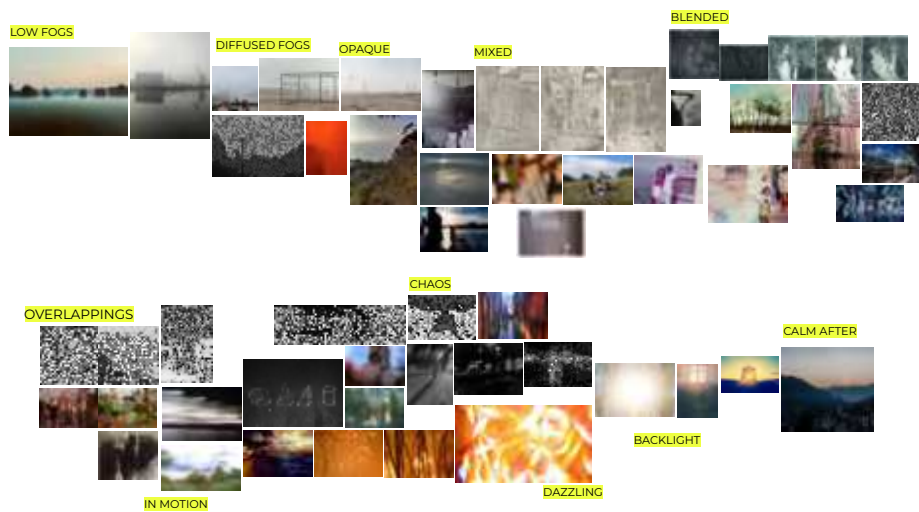 LOW FOGS
DIFFUSED FOGS
OPAQUE
MIXED
BLENDED
OVERLAPPINGS
CHAOS
CALM AFTER
BACKLIGHT
IN MOTION
DAZZLING